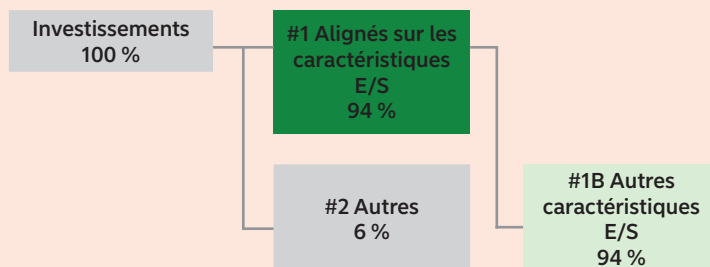 Investissements
100 %
#1 Alignés sur les
caractéristiques
E/S
94 %
#2 Autres
6 %
#1B Autres
caractéristiques
E/S
94 %